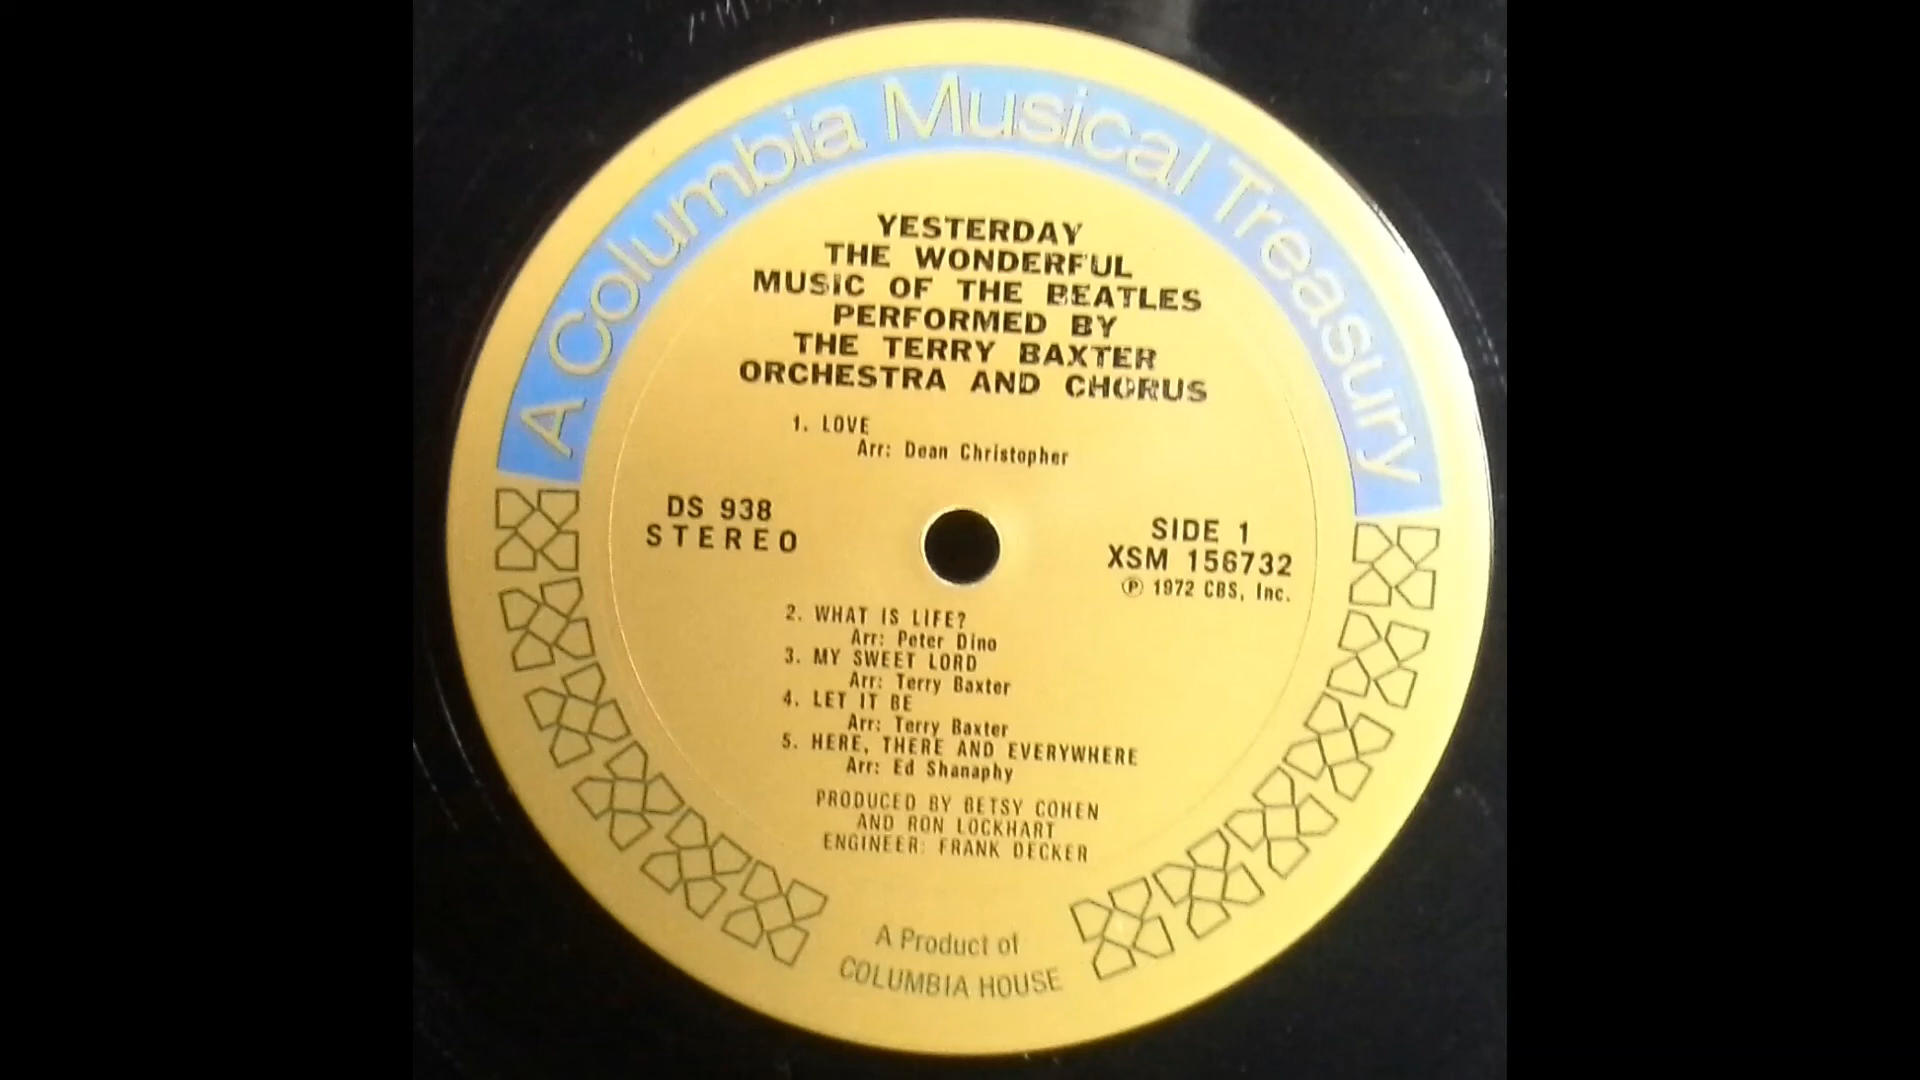 A Columbia Musical Treasury
YESTERDAY
THE WONDERFUL
MUSIC OF THE BEATLES
PERFORMED BY
THE TERRY BAXTER
ORCHESTRA AND CHORUS
1. LOVE
Arr: Dean Christopher
DS 938
STEREO
SIDE 1
XSM 156732
℗ 1972 CBS, Inc.
2. WHAT IS LIFE?
Arr: Peter Dino
3. MY SWEET LORD
Arr: Terry Baxter
4. LET IT BE
Arr: Terry Baxter
5. HERE, THERE AND EVERYWHERE
Arr: Ed Shanaphy
PRODUCED BY BETSY COHEN
AND RON LOCKHART
ENGINEER: FRANK DECKER
A Product of
COLUMBIA HOUSE